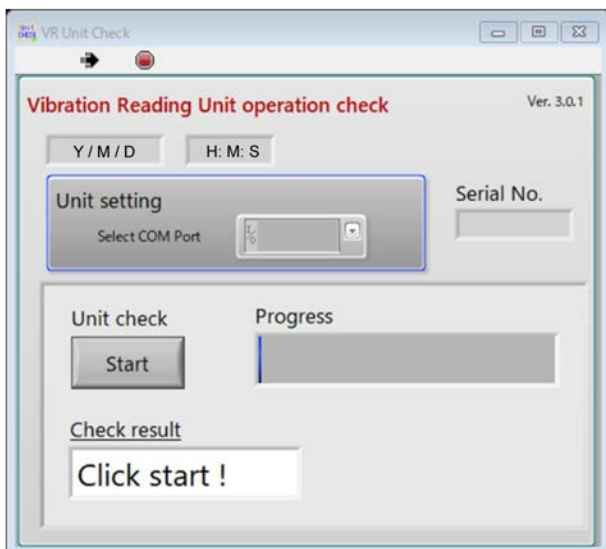 VR Unit Check
Vibration Reading Unit operation check
Ver. 3.0.1
Y / M / D
H: M: S
Unit setting
Serial No.
Select COM Port
I/O
Unit check
Progress
Start
Check result
Click start !